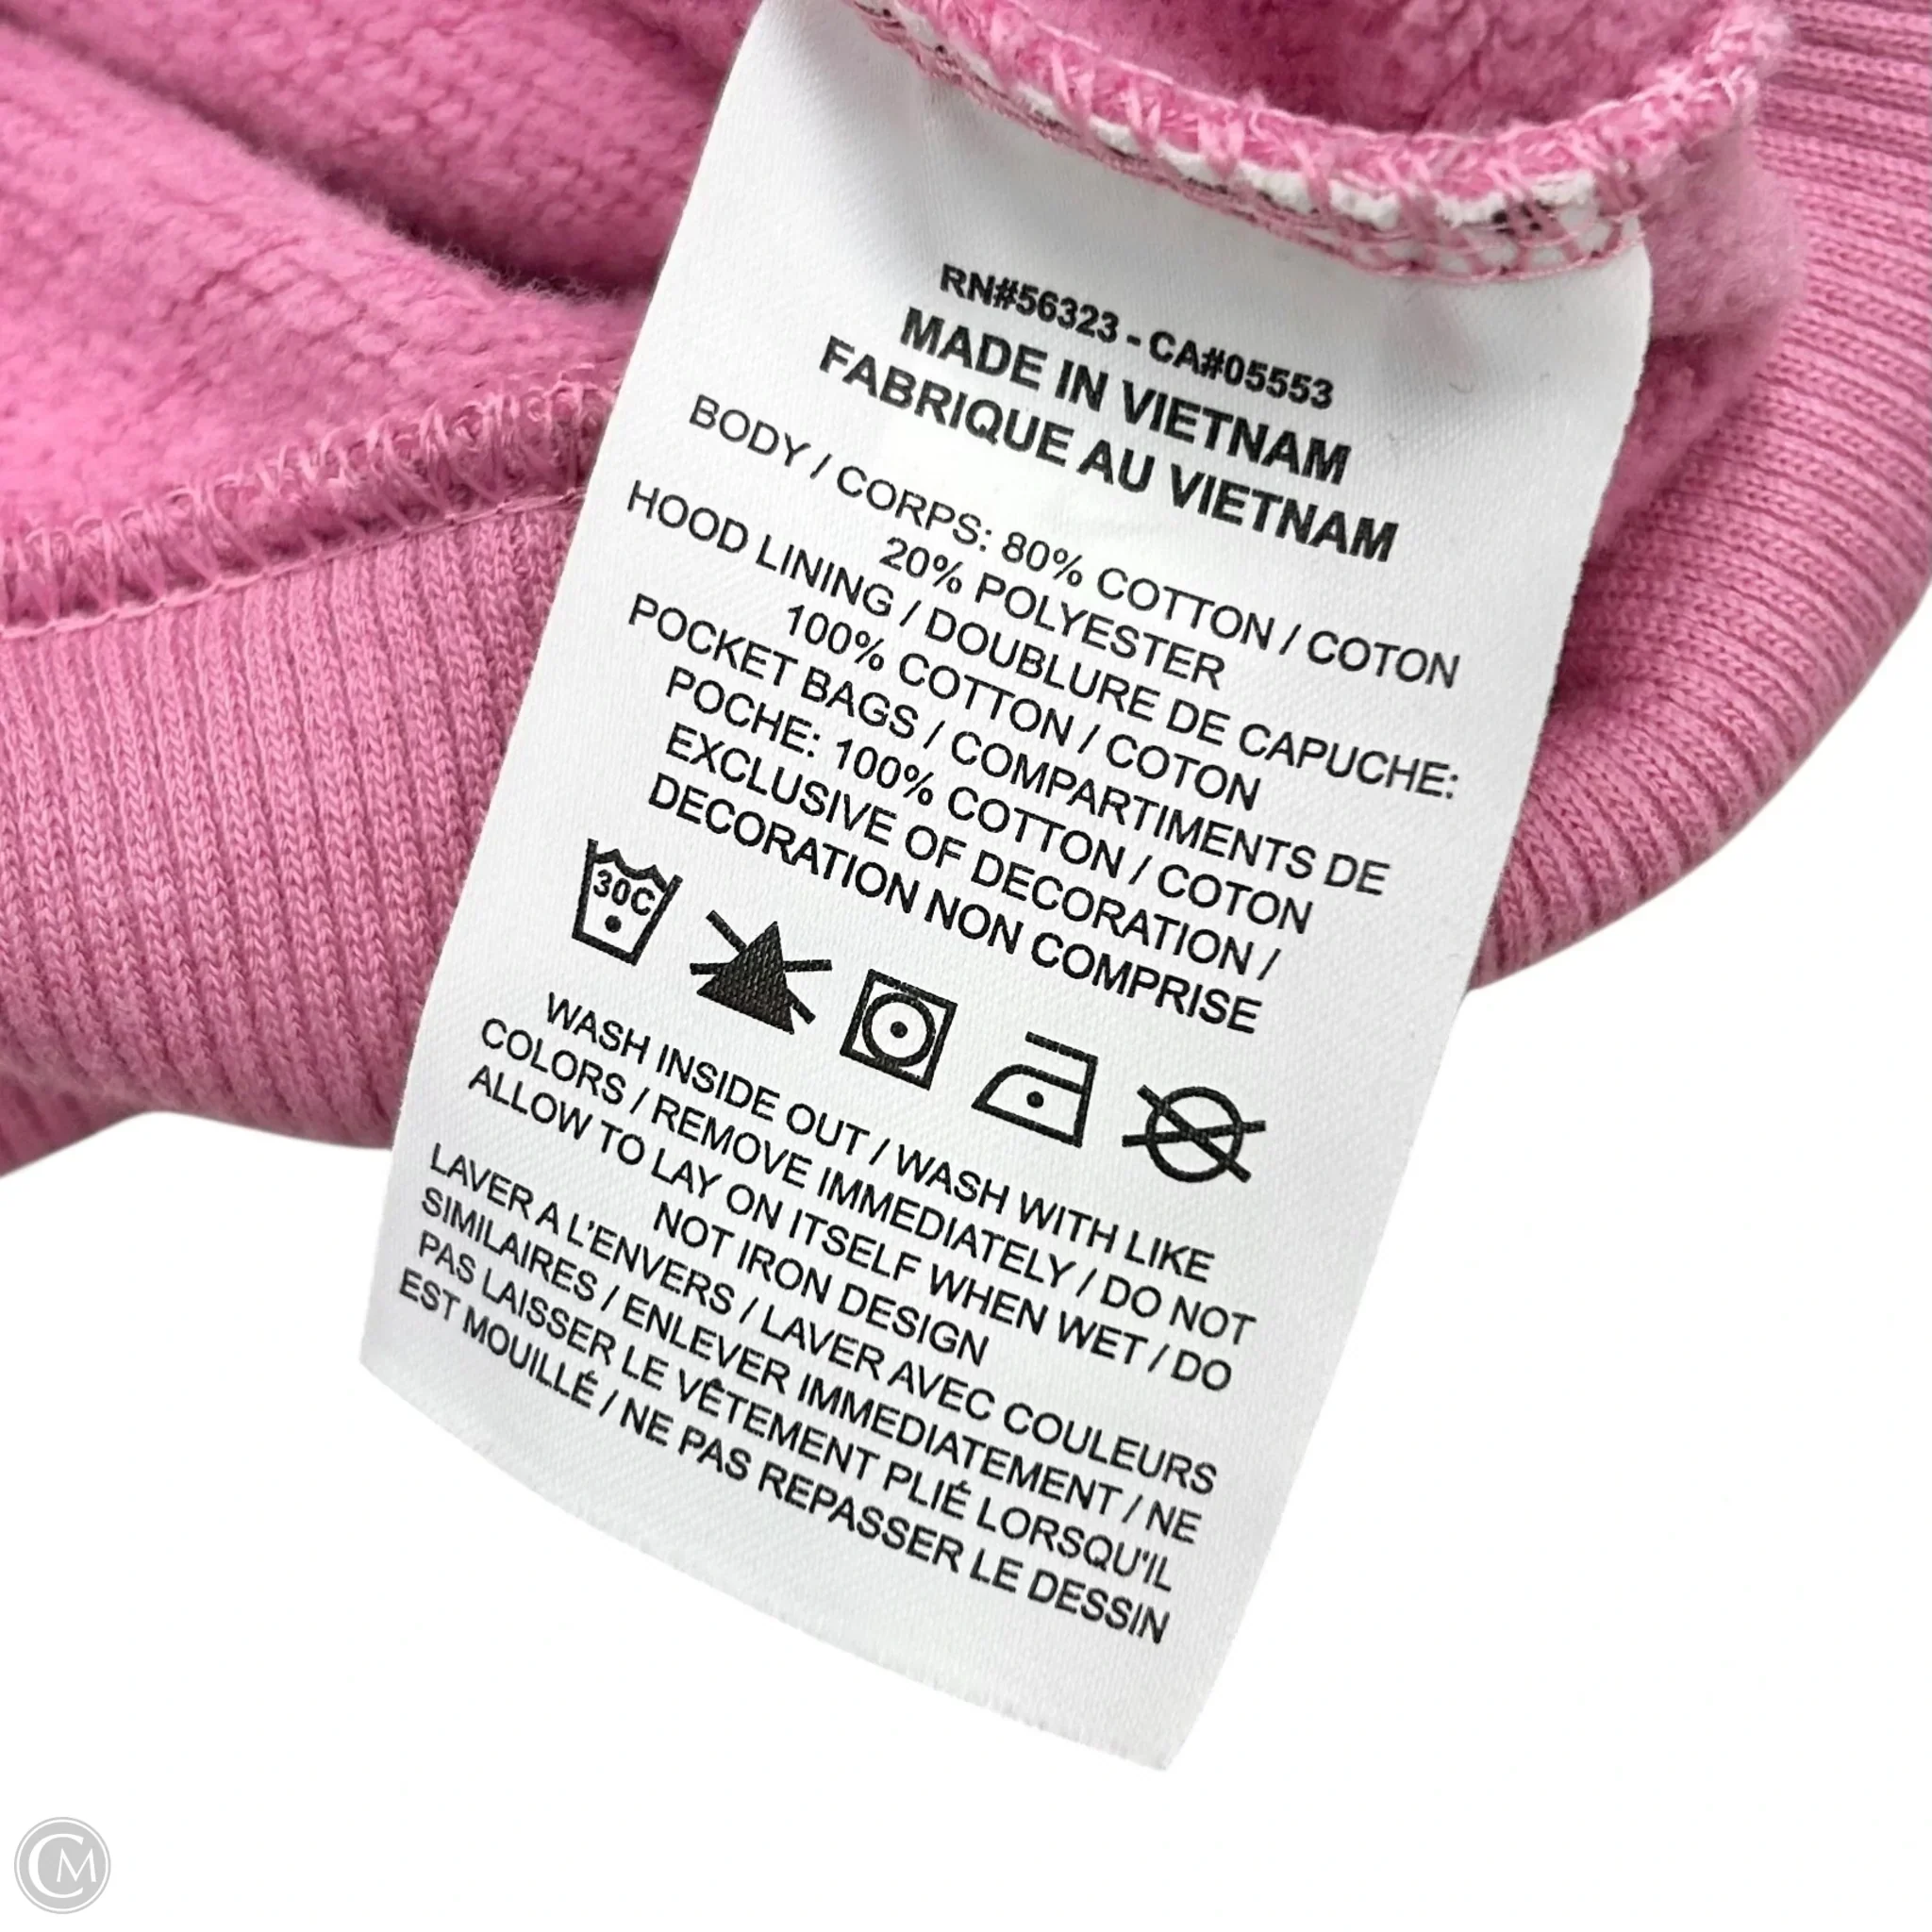 RN#56323 - CA#05553
MADE IN VIETNAM
FABRIQUE AU VIETNAM
BODY / CORPS: 80% COTTON / COTON
20% POLYESTER
HOOD LINING / DOUBLURE DE CAPUCHE:
100% COTTON / COTON
POCKET BAGS / COMPARTIMENTS DE
POCHE: 100% COTTON / COTON
EXCLUSIVE OF DECORATION /
DECORATION NON COMPRISE
30C
WASH INSIDE OUT / WASH WITH LIKE
COLORS / REMOVE IMMEDIATELY / DO NOT
ALLOW TO LAY ON ITSELF WHEN WET / DO
NOT IRON DESIGN
LAVER A L'ENVERS / LAVER AVEC COULEURS
SIMILAIRES / ENLEVER IMMEDIATEMENT / NE
PAS LAISSER LE VÊTEMENT PLIÉ LORSQU'IL
EST MOUILLÉ / NE PAS REPASSER LE DESSIN
CM